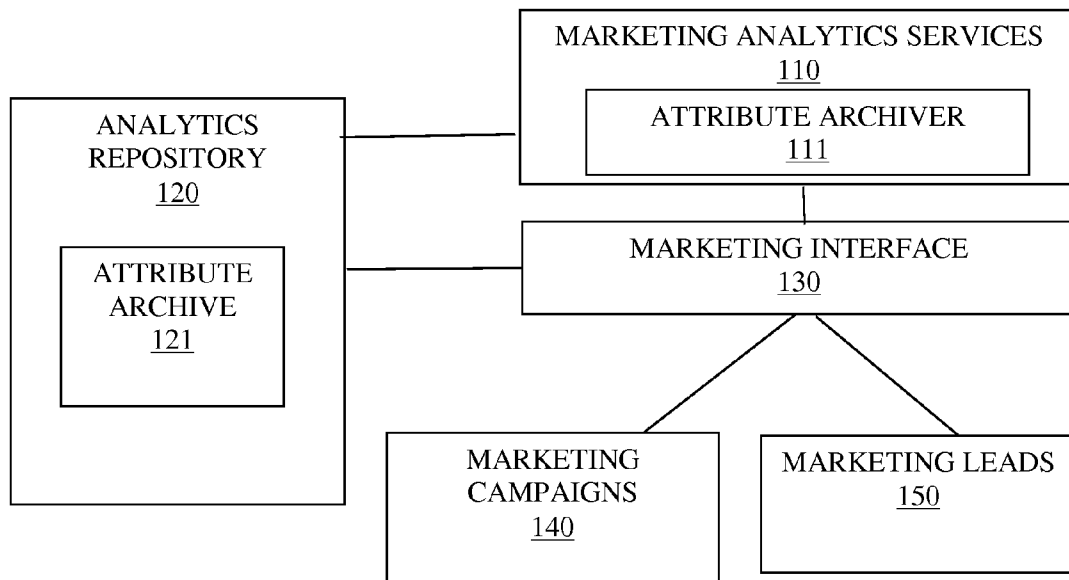 MARKETING ANALYTICS SERVICES
110
ATTRIBUTE ARCHIVER
111
ANALYTICS
REPOSITORY
120
ATTRIBUTE
ARCHIVE
121
MARKETING INTERFACE
130
MARKETING
CAMPAIGNS
140
MARKETING LEADS
150